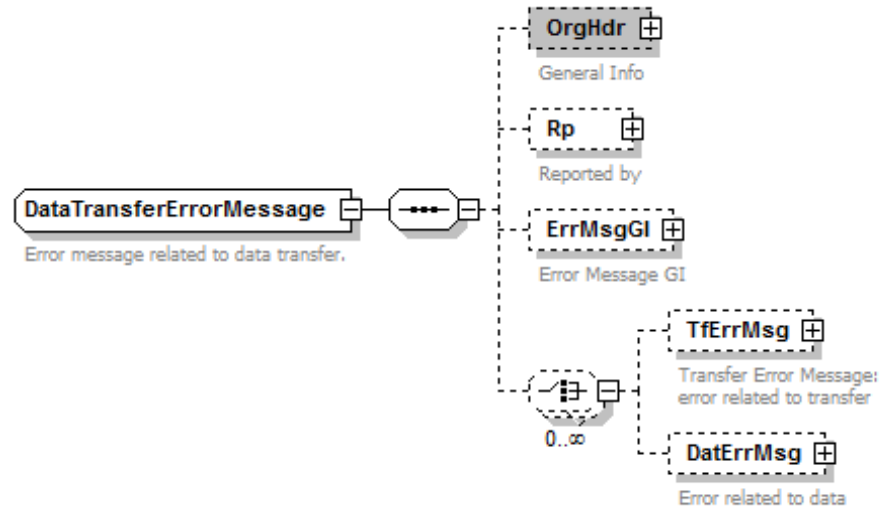 OrgHdr
General Info
Rp
Reported by
DataTransferErrorMessage
Error message related to data transfer.
ErrMsgGI
Error Message GI
TfErrMsg
Transfer Error Message:
error related to transfer
0..∞
DatErrMsg
Error related to data